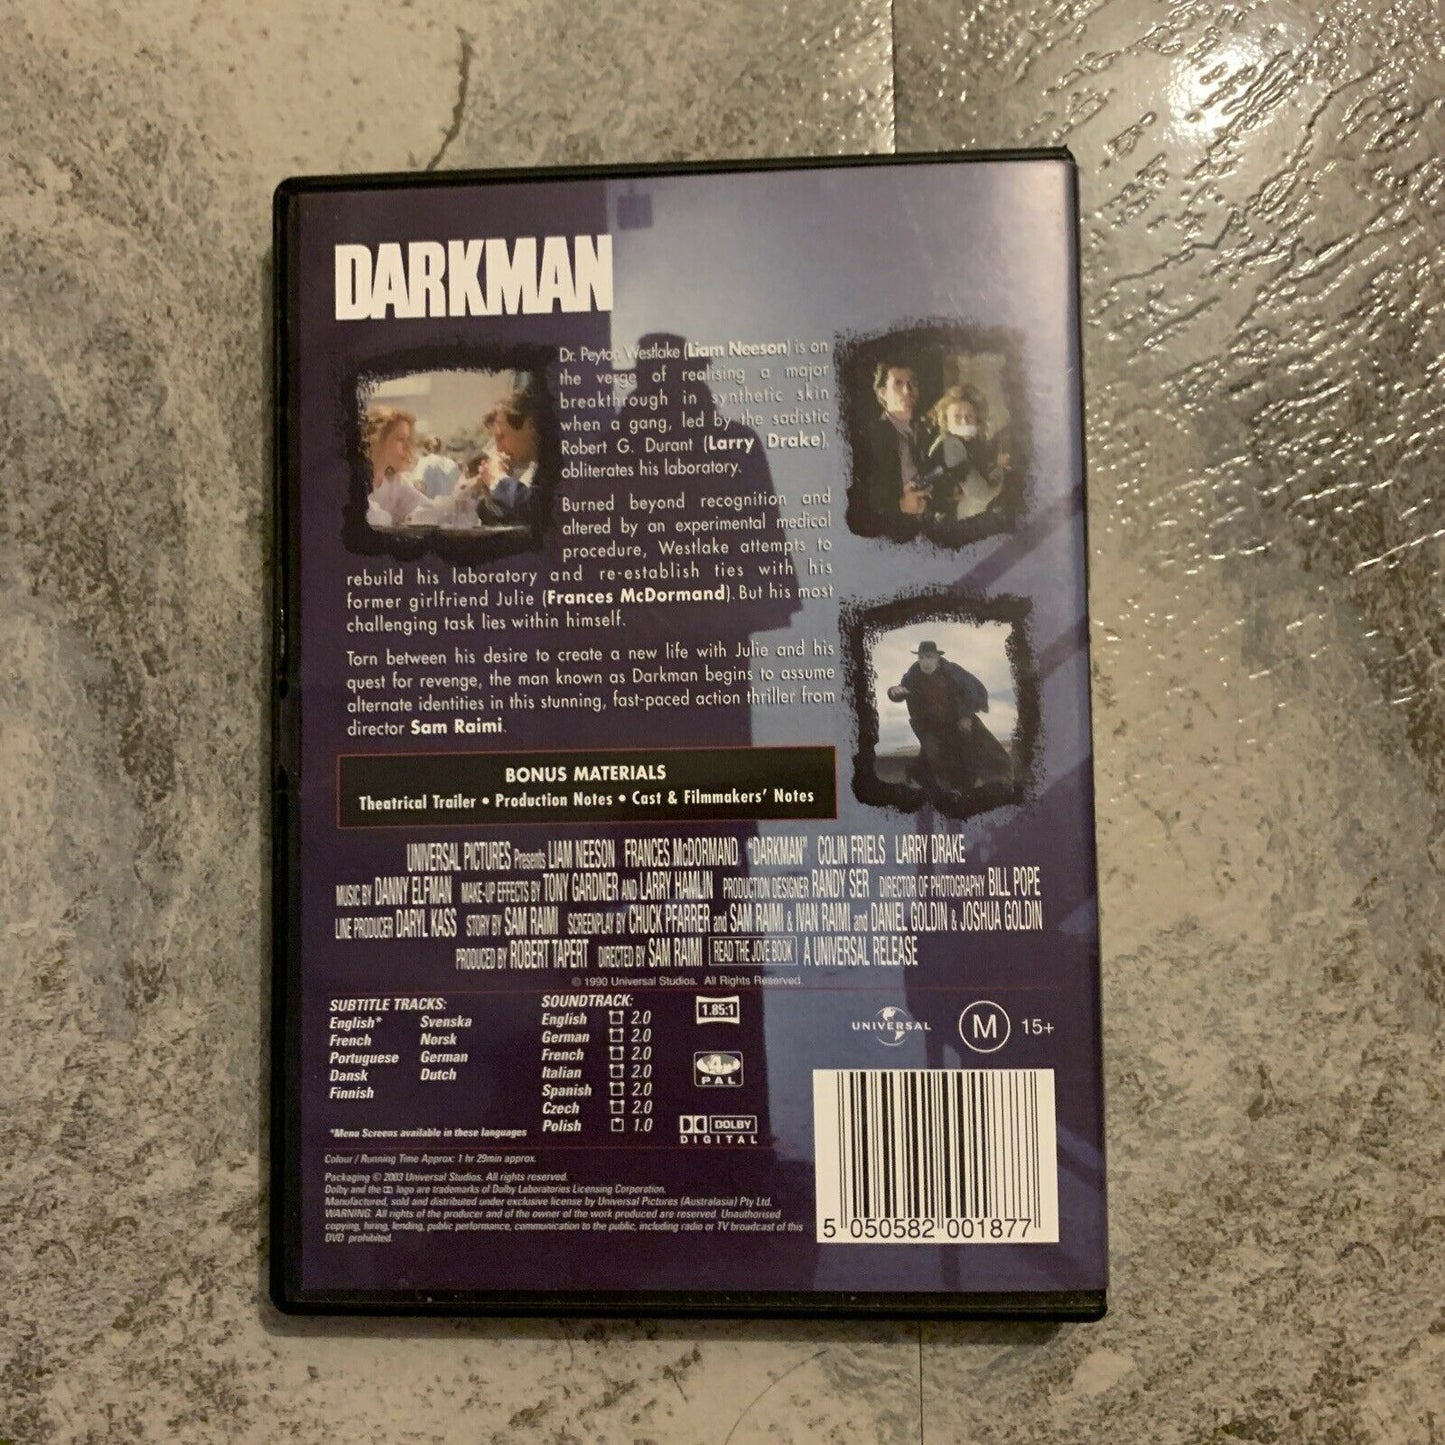 DARKMAN
Dr. Peyton Westlake (Liam Neeson) is on
the verge of realising a major
breakthrough in synthetic skin
when a gang, led by the sadistic
Robert G. Durant (Larry Drake),
obliterates his laboratory.
Burned beyond recognition and
altered by an experimental medical
procedure, Westlake attempts to
rebuild his laboratory and re-establish ties with his
former girlfriend Julie (Frances McDormand). But his most
challenging task lies within himself.
Torn between his desire to create a new life with Julie and his
quest for revenge, the man known as Darkman begins to assume
alternate identities in this stunning, fast-paced action thriller from
director Sam Raimi.
BONUS MATERIALS
Theatrical Trailer • Production Notes • Cast & Filmmakers' Notes
UNIVERSAL PICTURES Presents LIAM NEESON FRANCES McDORMAND "DARKMAN" COLIN FRIELS LARRY DRAKE
MUSIC BY DANNY ELFMAN MAKE-UP EFFECTS BY TONY GARDNER AND LARRY HAMLIN PRODUCTION DESIGNER RANDY SER DIRECTOR OF PHOTOGRAPHY BILL POPE
LINE PRODUCER DARYL KASS STORY BY SAM RAIMI SCREENPLAY BY CHUCK PFARRER and SAM RAIMI & IVAN RAIMI and DANIEL GOLDIN & JOSHUA GOLDIN
PRODUCED BY ROBERT TAPERT DIRECTED BY SAM RAIMI READ THE JOVE BOOK A UNIVERSAL RELEASE
© 1990 Universal Studios. All Rights Reserved.
SUBTITLE TRACKS:
English* Svenska
French Norsk
Portuguese German
Dansk Dutch
Finnish
*Menu Screens available in these languages
SOUNDTRACK:
English 2.0
German 2.0
French 2.0
Italian 2.0
Spanish 2.0
Czech 2.0
Polish 1.0
1.85:1
4
PAL
DOLBY
DIGITAL
UNIVERSAL
M 15+
Colour / Running Time Approx: 1 hr 29min approx.
Packaging © 2003 Universal Studios. All rights reserved.
Dolby and the DD logo are trademarks of Dolby Laboratories Licensing Corporation.
Manufactured, sold and distributed under exclusive license by Universal Pictures (Australasia) Pty Ltd.
WARNING: All rights of the producer and of the owner of the work produced are reserved. Unauthorised
copying, hiring, lending, public performance, communication to the public, including radio or TV broadcast of this
DVD prohibited.
5 050582 001877